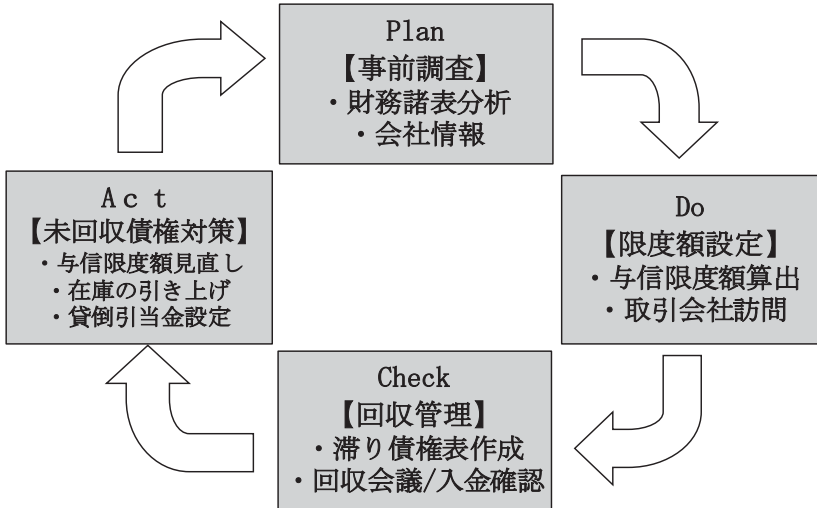 Plan
【事前調査】
・財務諸表分析
・会社情報
Do
【限度額設定】
・与信限度額算出
・取引会社訪問
Check
【回収管理】
・滞り債権表作成
・回収会議/入金確認
Ａｃｔ
【未回収債権対策】
・与信限度額見直し
・在庫の引き上げ
・貸倒引当金設定